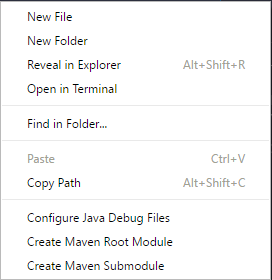 New File
New Folder
Reveal in Explorer Alt+Shift+R
Open in Terminal
Find in Folder...
Paste Ctrl+V
Copy Path Alt+Shift+C
Configure Java Debug Files
Create Maven Root Module
Create Maven Submodule